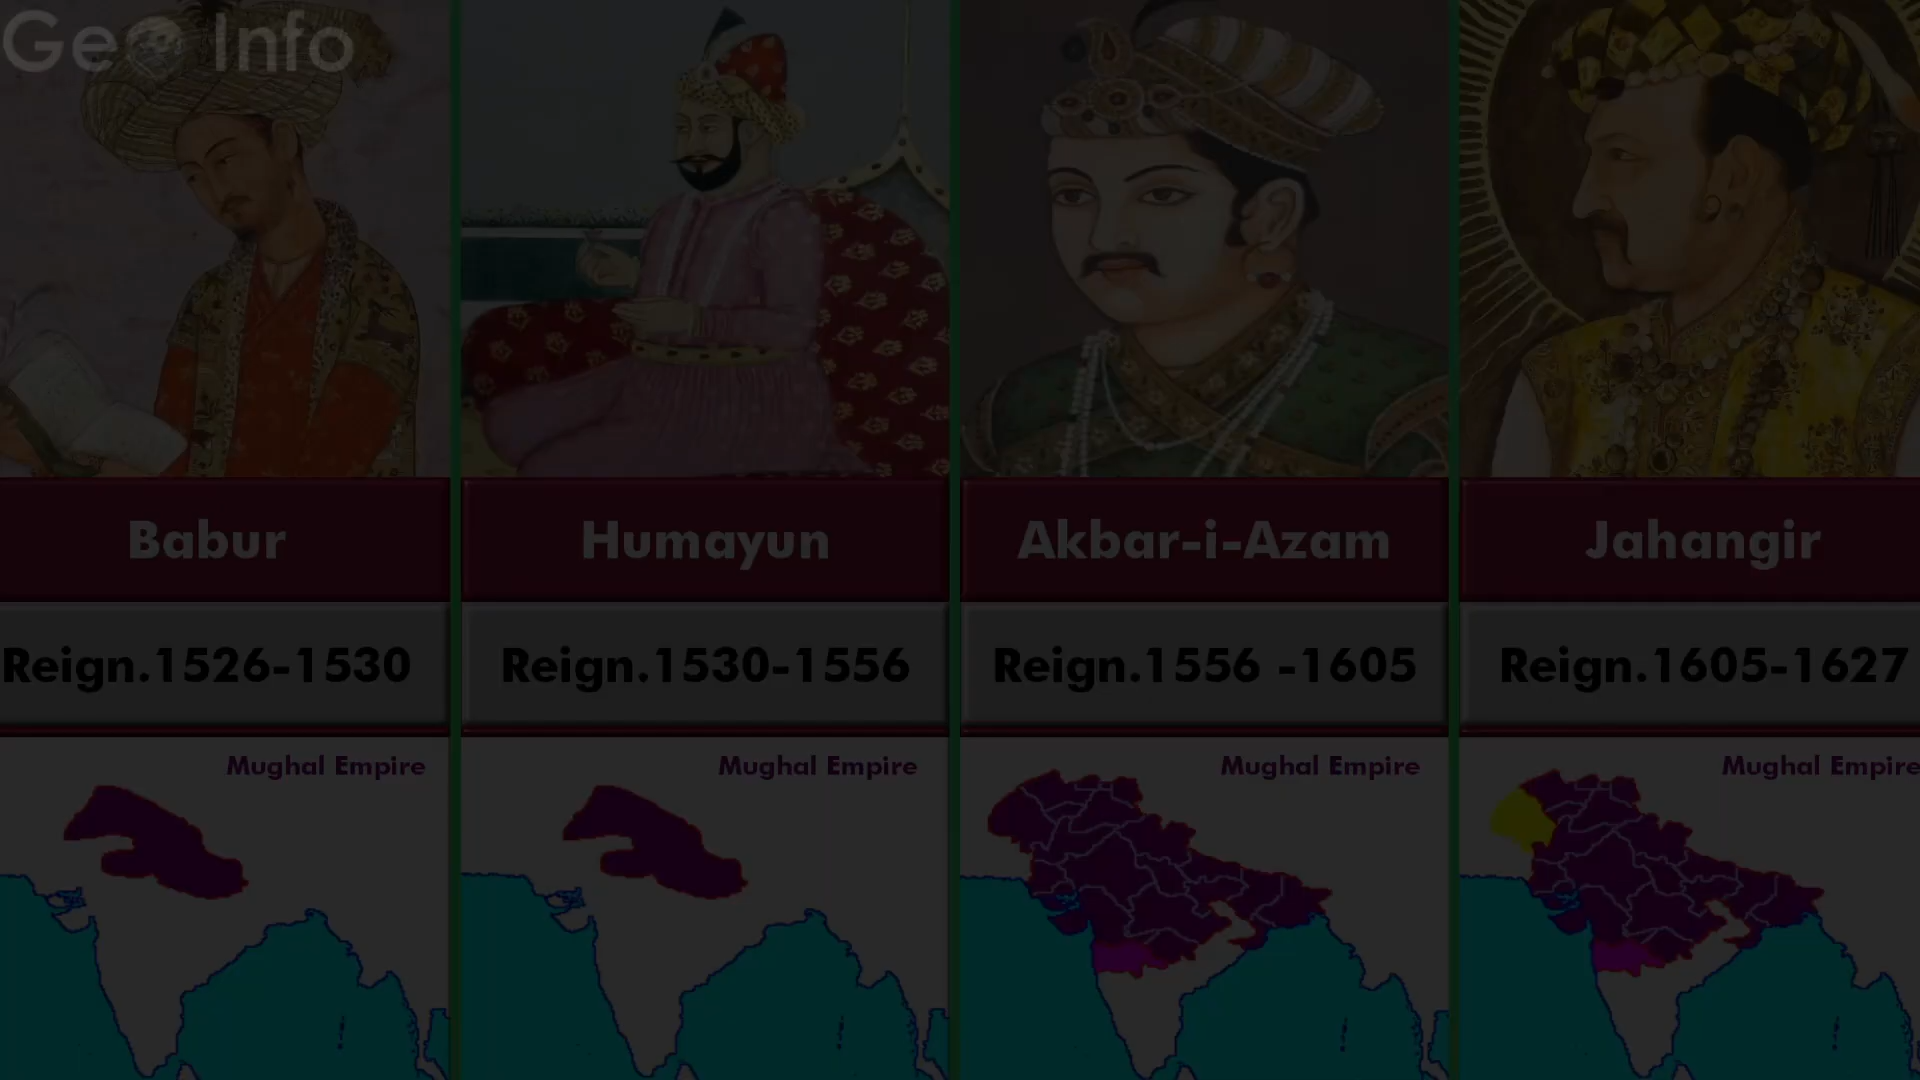 Geo Info
Babur
Humayun
Akbar-i-Azam
Jahangir
Reign.1526-1530
Reign.1530-1556
Reign.1556 -1605
Reign.1605-1627
Mughal Empire
Mughal Empire
Mughal Empire
Mughal Empire